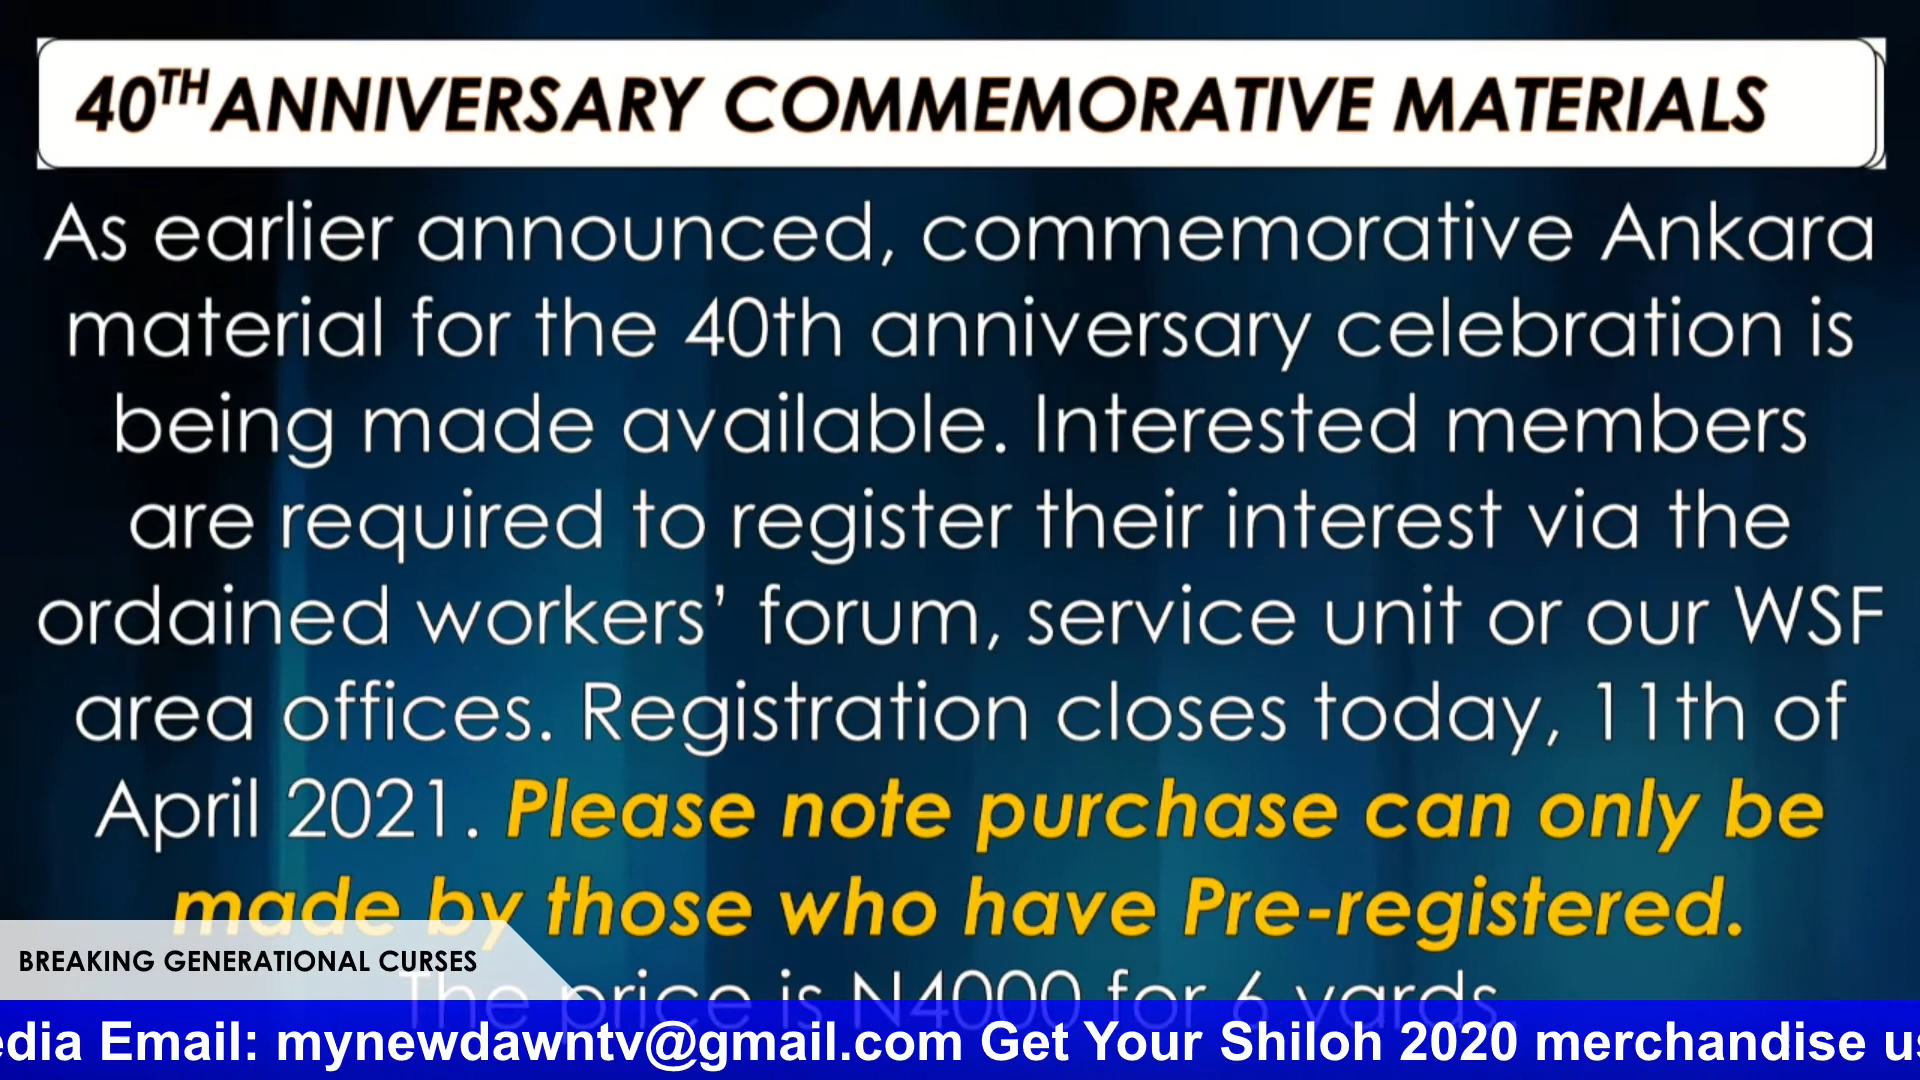 40TH ANNIVERSARY COMMEMORATIVE MATERIALS
As earlier announced, commemorative Ankara
material for the 40th anniversary celebration is
being made available. Interested members
are required to register their interest via the
ordained workers’ forum, service unit or our WSF
area offices. Registration closes today, 11th of
April 2021. Please note purchase can only be
made by those who have Pre-registered.
The price is N4000 for 6 yards.
BREAKING GENERATIONAL CURSES
edia Email: mynewdawntv@gmail.com Get Your Shiloh 2020 merchandise us